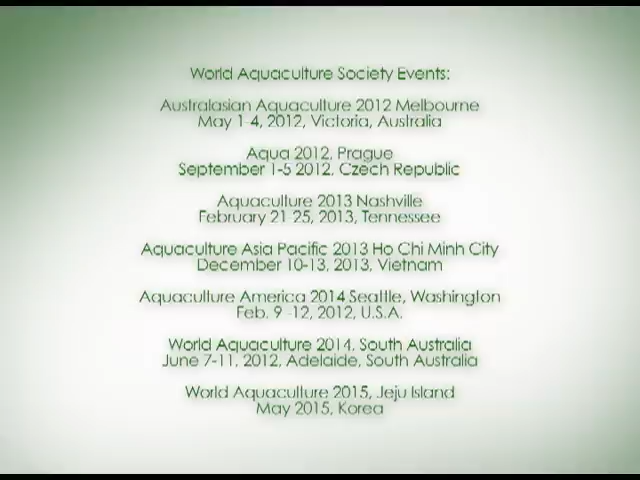 World Aquaculture Society Events:
Australasian Aquaculture 2012 Melbourne
May 1-4, 2012, Victoria, Australia
Aqua 2012, Prague
September 1-5 2012, Czech Republic
Aquaculture 2013 Nashville
February 21-25, 2013, Tennessee
Aquaculture Asia Pacific 2013 Ho Chi Minh City
December 10-13, 2013, Vietnam
Aquaculture America 2014 Seattle, Washington
Feb. 9 -12, 2012, U.S.A.
World Aquaculture 2014, South Australia
June 7-11, 2012, Adelaide, South Australia
World Aquaculture 2015, Jeju Island
May 2015, Korea